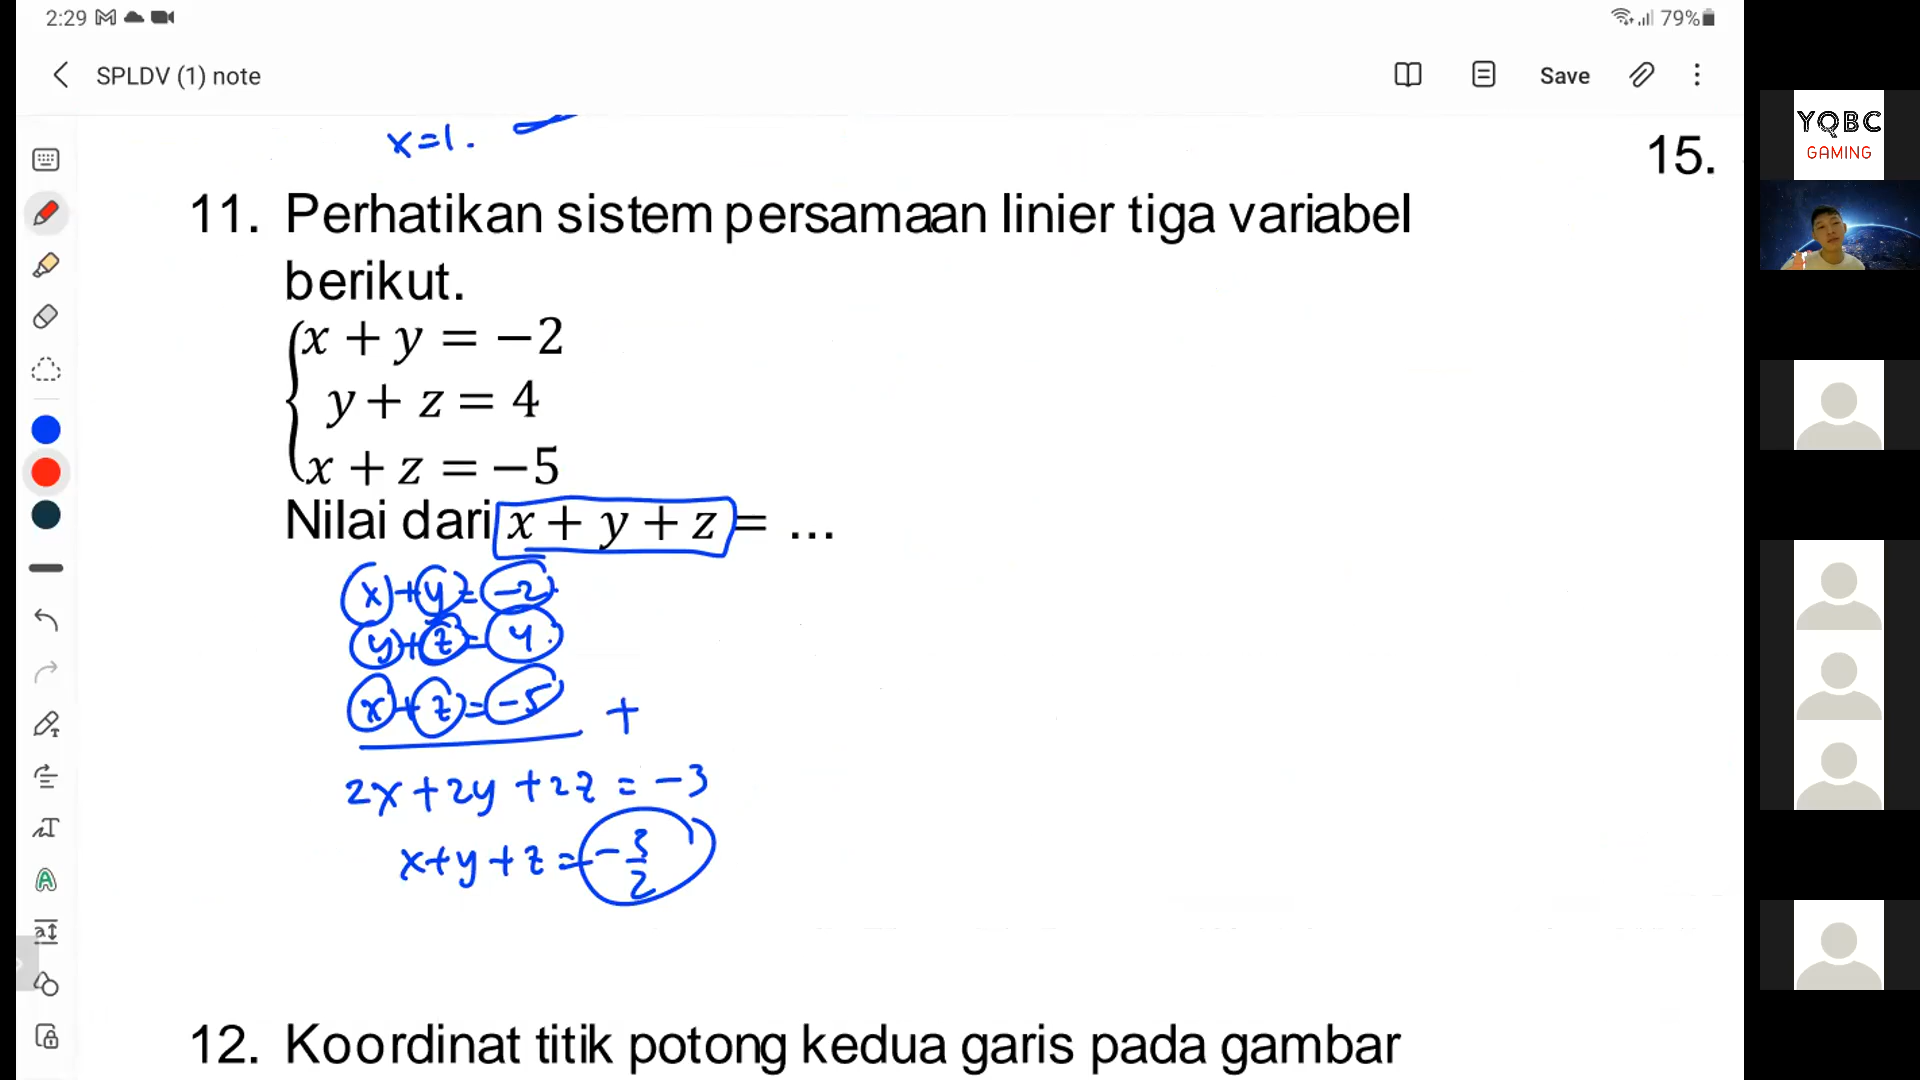 2:29
79%
SPLDV (1) note
Save
x=1.
15.
11. Perhatikan sistem persamaan linier tiga variabel
berikut.
x + y = −2
y + z = 4
x + z = −5
Nilai dari x + y + z = ...
x+y=-2
y+z=4
x+z=-5
+
2x+2y+2z = -3
x+y+z = -3/2
12. Koordinat titik potong kedua garis pada gambar
YQBC
GAMING